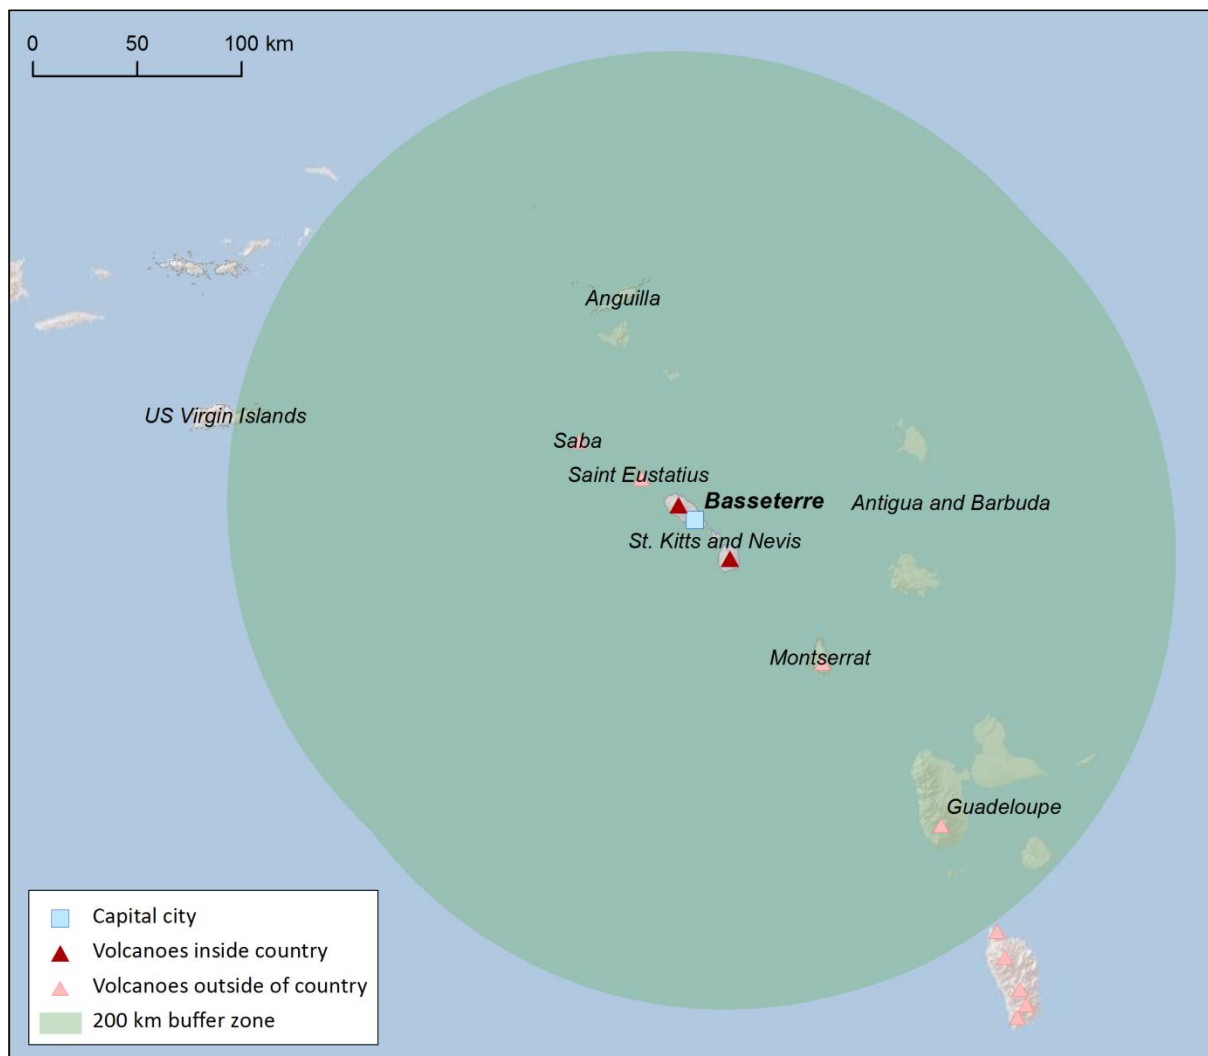 0 50 100 km
Anguilla
US Virgin Islands
Saba
Saint Eustatius
Basseterre
Antigua and Barbuda
St. Kitts and Nevis
Montserrat
Guadeloupe
Capital city
Volcanoes inside country
Volcanoes outside of country
200 km buffer zone